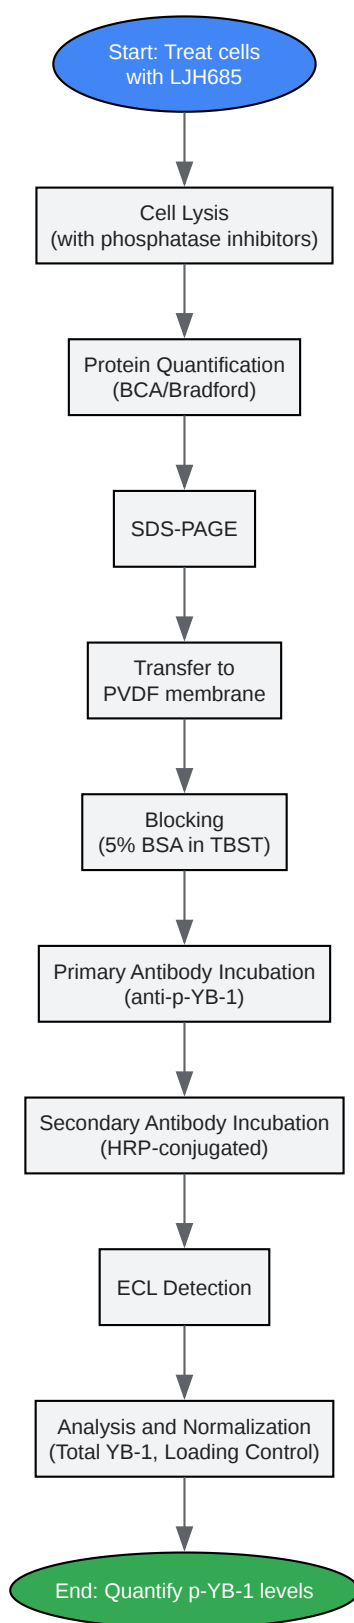 Start: Treat cells
with LJH685
Cell Lysis
(with phosphatase inhibitors)
Protein Quantification
(BCA/Bradford)
SDS-PAGE
Transfer to
PVDF membrane
Blocking
(5% BSA in TBST)
Primary Antibody Incubation
(anti-p-YB-1)
Secondary Antibody Incubation
(HRP-conjugated)
ECL Detection
Analysis and Normalization
(Total YB-1, Loading Control)
End: Quantify p-YB-1 levels